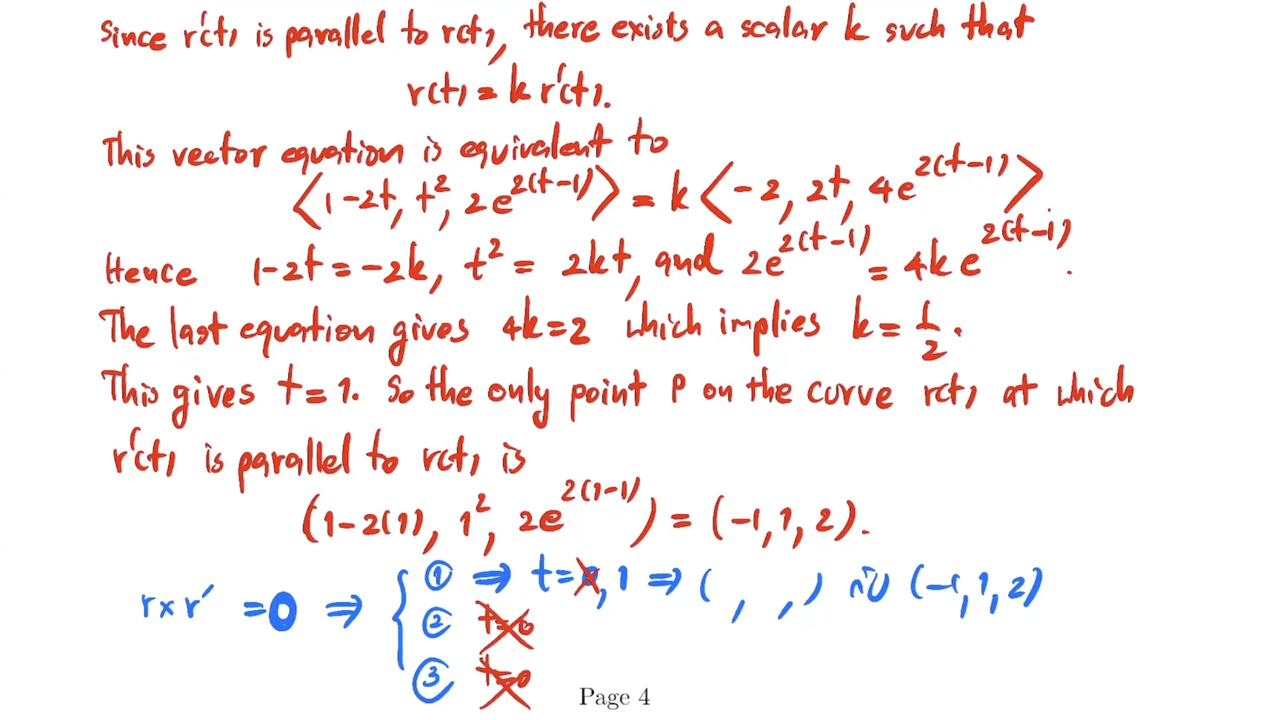 Since r'(t) is parallel to r(t), there exists a scalar k such that
r(t) = k r'(t).
This vector equation is equivalent to
⟨1-2t, t², 2e^{2(t-1)}⟩ = k ⟨-2, 2t, 4e^{2(t-1)}⟩
Hence 1-2t = -2k, t² = 2kt, and 2e^{2(t-1)} = 4k e^{2(t-1)}.
The last equation gives 4k=2 which implies k = 1/2.
This gives t=1. So the only point P on the curve r(t) at which
r'(t) is parallel to r(t) is
(1-2(1), 1², 2e^{2(1-1)}) = (-1, 1, 2).
r×r' = 0 ⇒ { ① ⇒ t= , 1 ⇒ ( , , ) (-1, 1, 2)
② t=0
③ t=0
Page 4